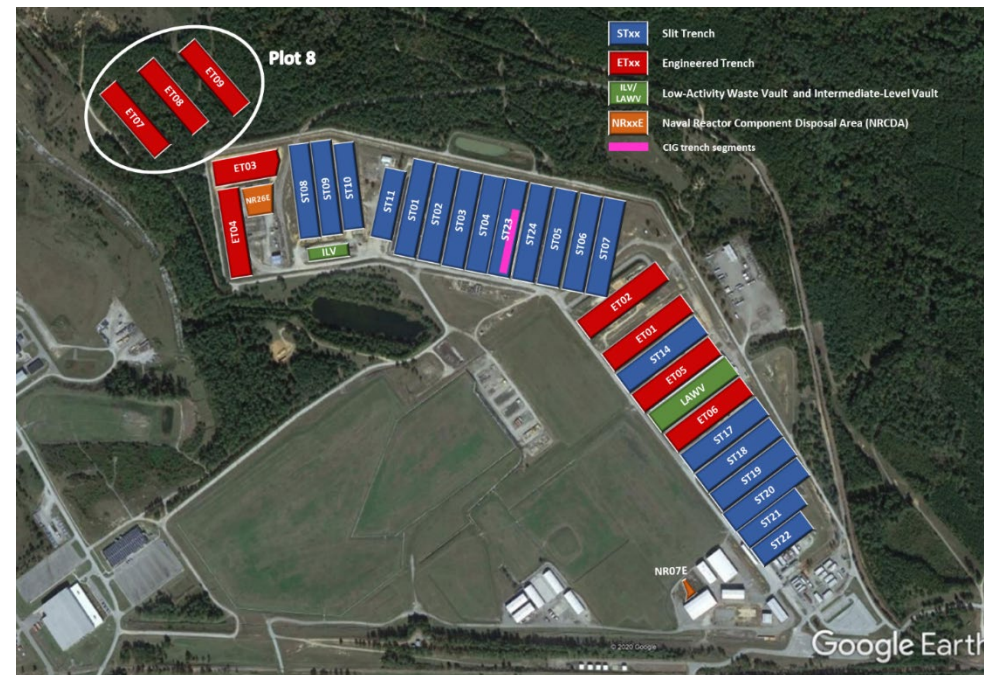 Plot 8
ET07
ET08
ET09
STxx Slit Trench
ETxx Engineered Trench
ILV/
LAWV Low-Activity Waste Vault and Intermediate-Level Vault
NRxxE Naval Reactor Component Disposal Area (NRCDA)
CIG trench segments
ET03
ET04
NR26E
ST08
ST09
ST10
ILV
ST11
ST01
ST02
ST03
ST04
ST23
ST24
ST05
ST06
ST07
ET02
ET01
ST14
ET05
LAWV
ET06
ST17
ST18
ST19
ST20
ST21
ST22
NR07E
© 2020 Google
Google Earth